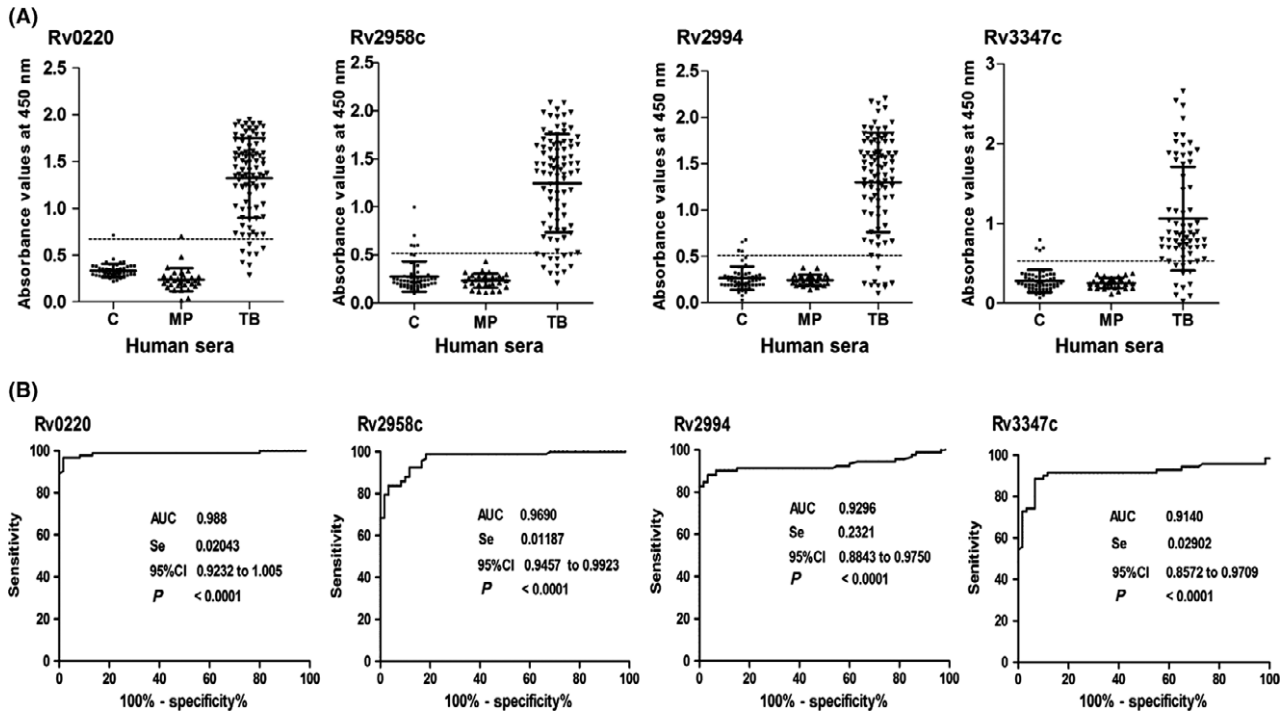 (A)
Rv0220
Rv2958c
Rv2994
Rv3347c
Absorbance values at 450 nm
2.5
2.0
1.5
1.0
0.5
0.0
C MP TB
Human sera
Absorbance values at 450 nm
2.5
2.0
1.5
1.0
0.5
0.0
C MP TB
Human sera
Absorbance values at 450 nm
2.5
2.0
1.5
1.0
0.5
0.0
C MP TB
Human sera
Absorbance values at 450 nm
3
2
1
0
C MP TB
Human sera
(B)
Rv0220
Sensitivity
100
80
60
40
20
0
AUC 0.988
Se 0.02043
95%CI 0.9232 to 1.005
P < 0.0001
0 20 40 60 80 100
100% - specificity%
Rv2958c
Sensitivity
100
80
60
40
20
0
AUC 0.9690
Se 0.01187
95%CI 0.9457 to 0.9923
P < 0.0001
0 20 40 60 80 100
100% - specificity%
Rv2994
Sensitivity
100
80
60
40
20
0
AUC 0.9296
Se 0.2321
95%CI 0.8843 to 0.9750
P < 0.0001
0 20 40 60 80 100
100% - specificity%
Rv3347c
Senitivity
100
80
60
40
20
0
AUC 0.9140
Se 0.02902
95%CI 0.8572 to 0.9709
P < 0.0001
0 20 40 60 80 100
100% - specificity%